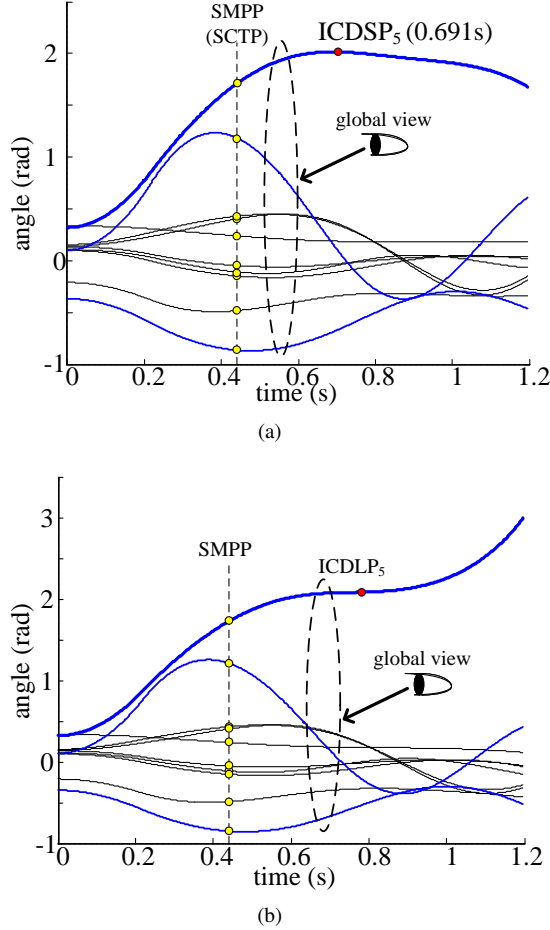 SMPP
(SCTP)
ICDSP₅ (0.691s)
global view
angle (rad)
2
1
0
-1
0
0.2
0.4
0.6
0.8
1
1.2
time (s)
(a)
SMPP
ICDLP₅
global view
angle (rad)
3
2
1
0
-1
0
0.2
0.4
0.6
0.8
1
1.2
time (s)
(b)